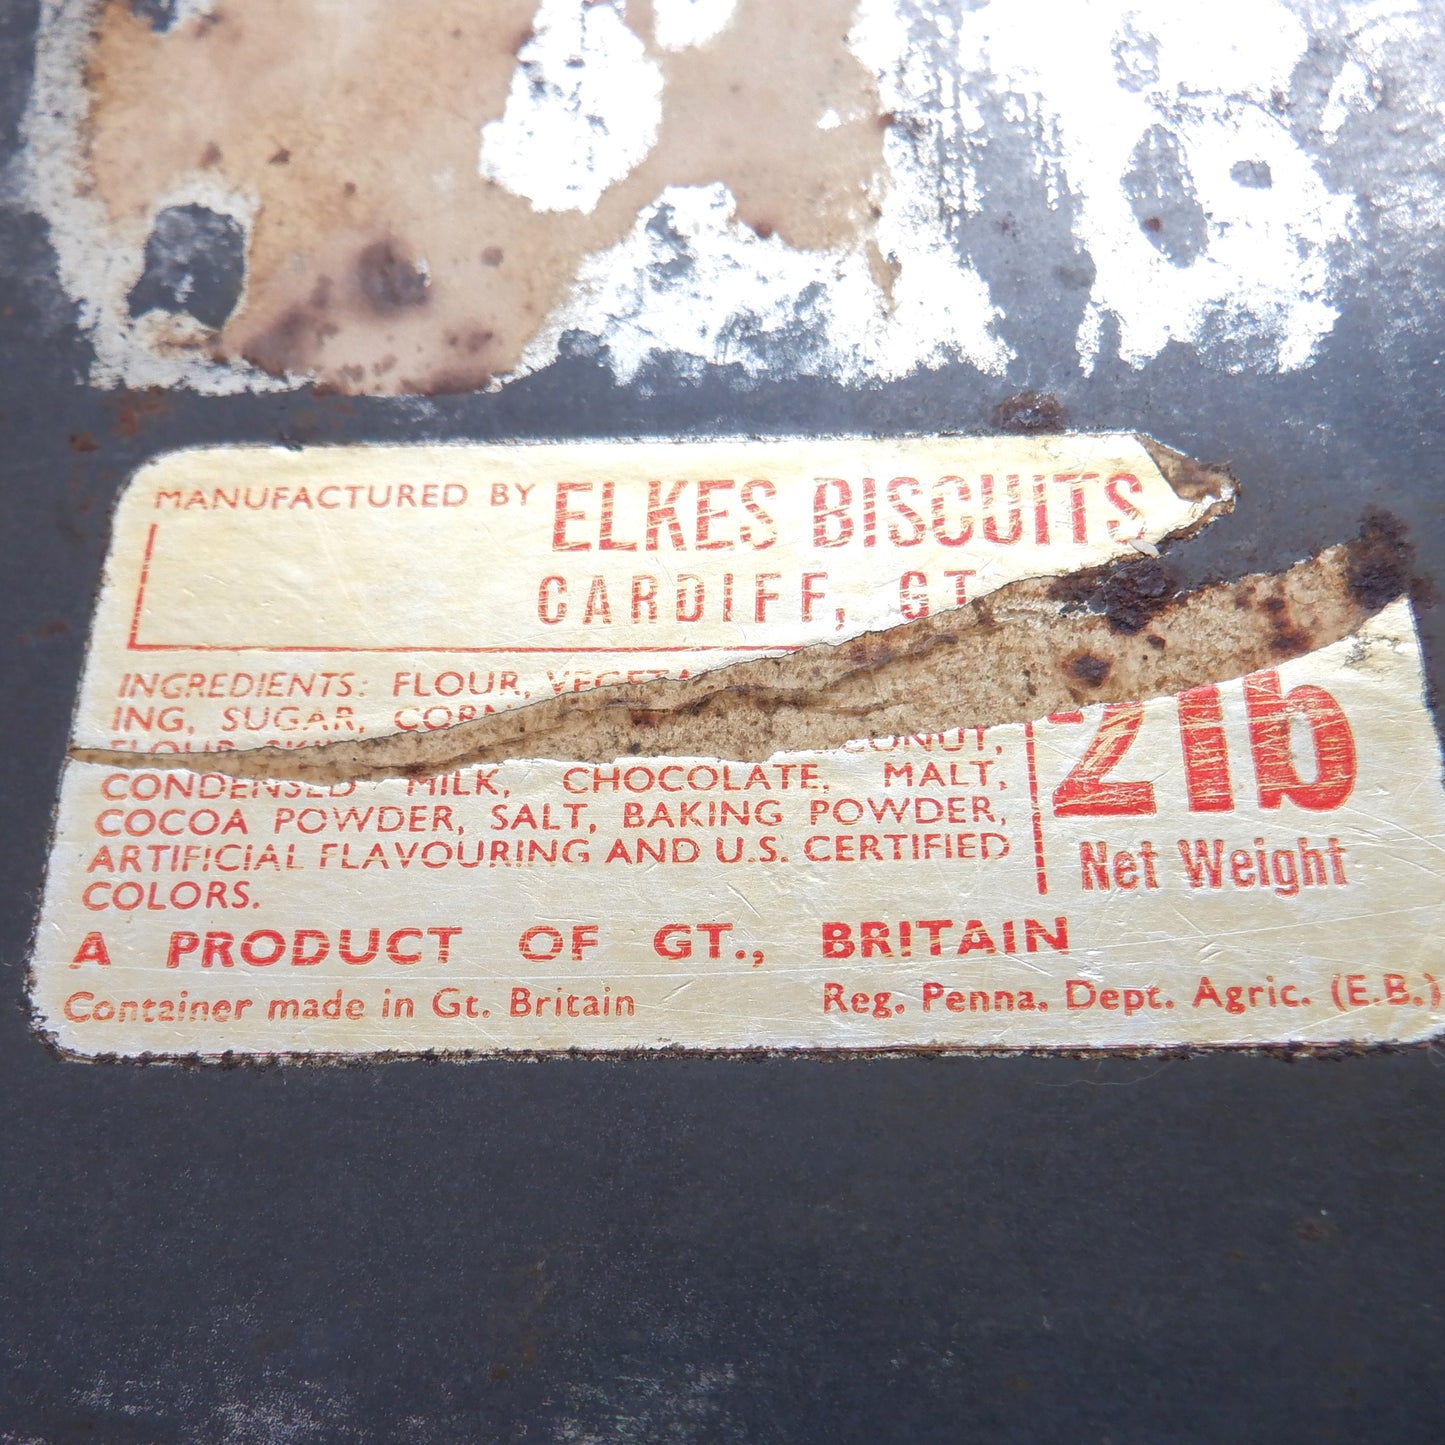 MANUFACTURED BY ELKES BISCUITS
CARDIFF, GT
INGREDIENTS: FLOUR,
ING, SUGAR,
FLOUR,
CONDENSED MILK, CHOCOLATE, MALT,
COCOA POWDER, SALT, BAKING POWDER,
ARTIFICIAL FLAVOURING AND U.S. CERTIFIED
COLORS.
2lb
Net Weight
A PRODUCT OF GT., BRITAIN
Container made in Gt. Britain
Reg. Penna. Dept. Agric. (E.B.)